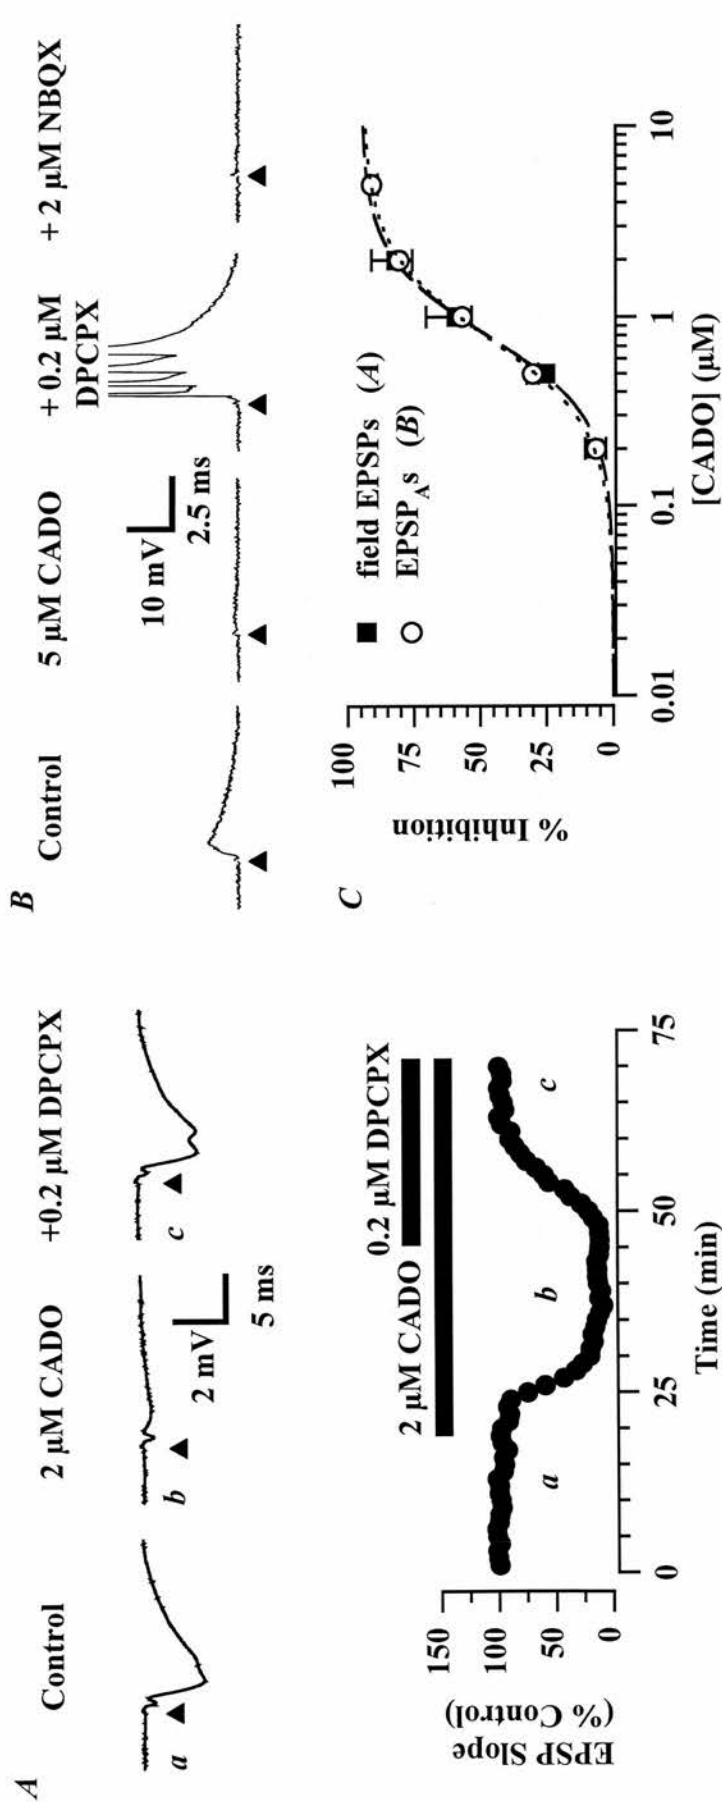 A
Control
2 µM CADO
+0.2 µM DPCPX
a
b
c
2 mV
5 ms
0.2 µM DPCPX
2 µM CADO
EPSP Slope
(% Control)
150
100
50
0
a
b
c
0
25
50
75
Time (min)
B
Control
5 µM CADO
+ 0.2 µM
DPCPX
+ 2 µM NBQX
10 mV
2.5 ms
C
% Inhibition
100
75
50
25
0
field EPSPs (A)
EPSPAs (B)
0.01
0.1
1
10
[CADO] (µM)